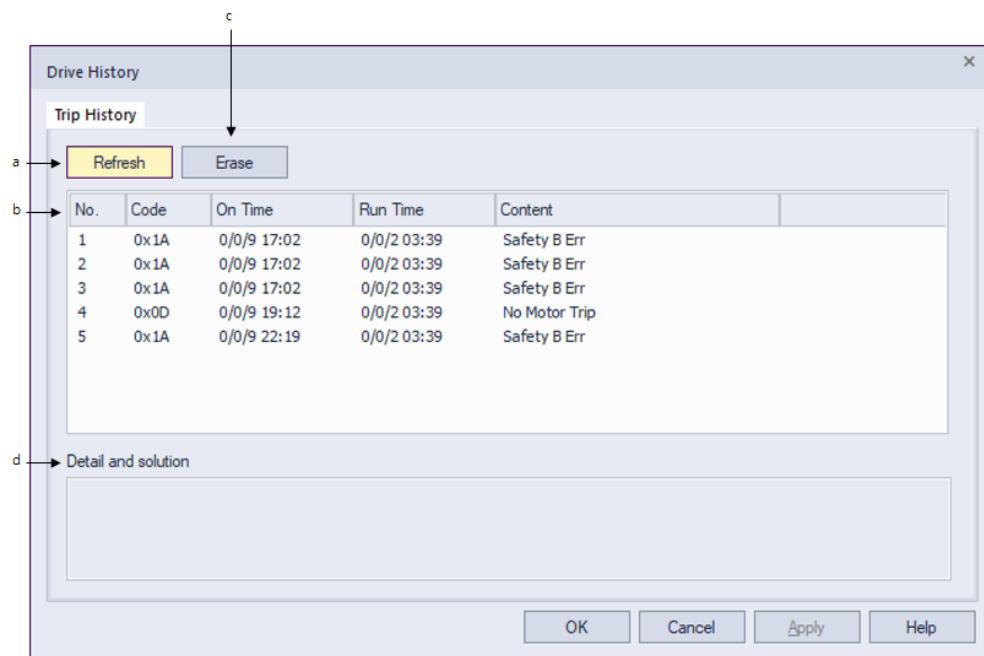 c
Drive History
Trip History
a Refresh Erase
b No. Code On Time Run Time Content
1 0x1A 0/0/9 17:02 0/0/2 03:39 Safety B Err
2 0x1A 0/0/9 17:02 0/0/2 03:39 Safety B Err
3 0x1A 0/0/9 17:02 0/0/2 03:39 Safety B Err
4 0x0D 0/0/9 19:12 0/0/2 03:39 No Motor Trip
5 0x1A 0/0/9 22:19 0/0/2 03:39 Safety B Err
d Detail and solution
OK Cancel Apply Help